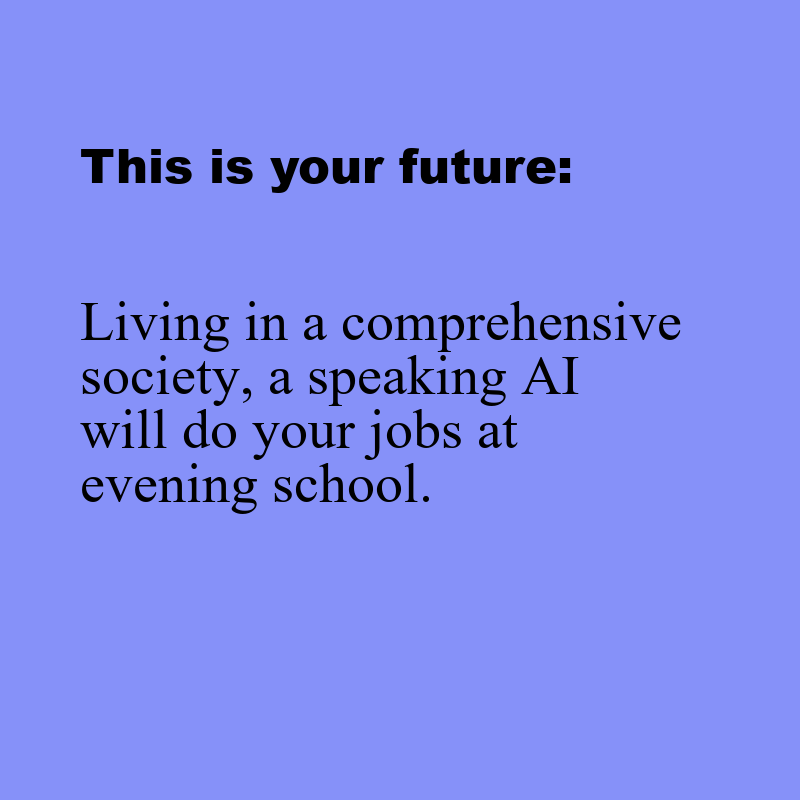 This is your future:
Living in a comprehensive
society, a speaking AI
will do your jobs at
evening school.